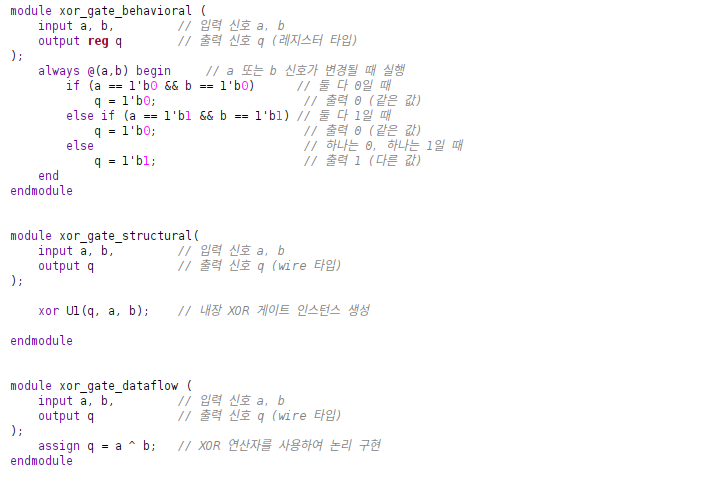 module xor_gate_behavioral (
    input a, b,         // 입력 신호 a, b
    output reg q        // 출력 신호 q (레지스터 타입)
);
    always @(a,b) begin     // a 또는 b 신호가 변경될 때 실행
        if (a == 1'b0 && b == 1'b0)      // 둘 다 0일 때
            q = 1'b0;                     // 출력 0 (같은 값)
        else if (a == 1'b1 && b == 1'b1) // 둘 다 1일 때
            q = 1'b0;                     // 출력 0 (같은 값)
        else                              // 하나는 0, 하나는 1일 때
            q = 1'b1;                     // 출력 1 (다른 값)
    end
endmodule
module xor_gate_structural(
    input a, b,         // 입력 신호 a, b
    output q            // 출력 신호 q (wire 타입)
);
    xor U1(q, a, b);    // 내장 XOR 게이트 인스턴스 생성
endmodule
module xor_gate_dataflow (
    input a, b,         // 입력 신호 a, b
    output q            // 출력 신호 q (wire 타입)
);
    assign q = a ^ b;   // XOR 연산자를 사용하여 논리 구현
endmodule